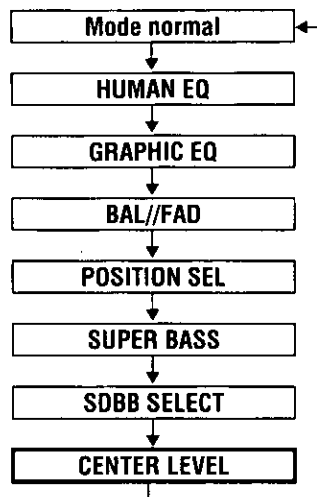 Mode normal
HUMAN EQ
GRAPHIC EQ
BAL//FAD
POSITION SEL
SUPER BASS
SDBB SELECT
CENTER LEVEL